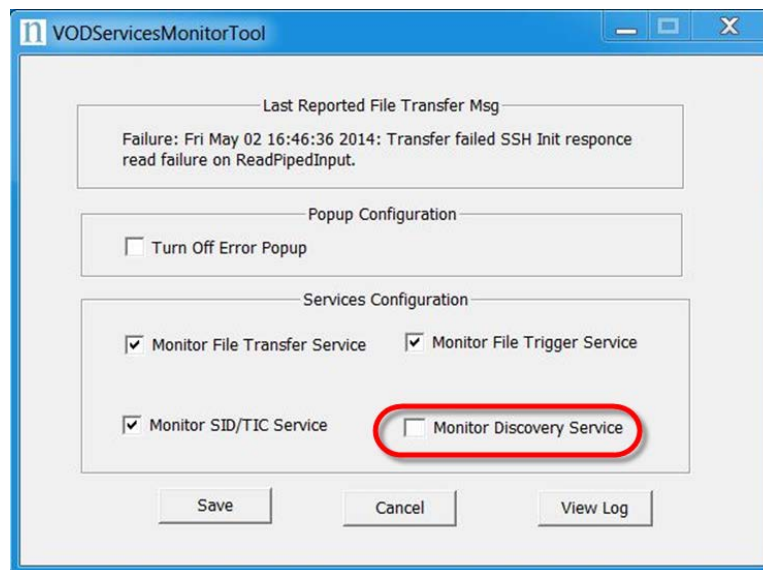 n VODServicesMonitorTool
Last Reported File Transfer Msg
Failure: Fri May 02 16:46:36 2014: Transfer failed SSH Init responce
read failure on ReadPipedInput.
Popup Configuration
Turn Off Error Popup
Services Configuration
Monitor File Transfer Service Monitor File Trigger Service
Monitor SID/TIC Service Monitor Discovery Service
Save Cancel View Log